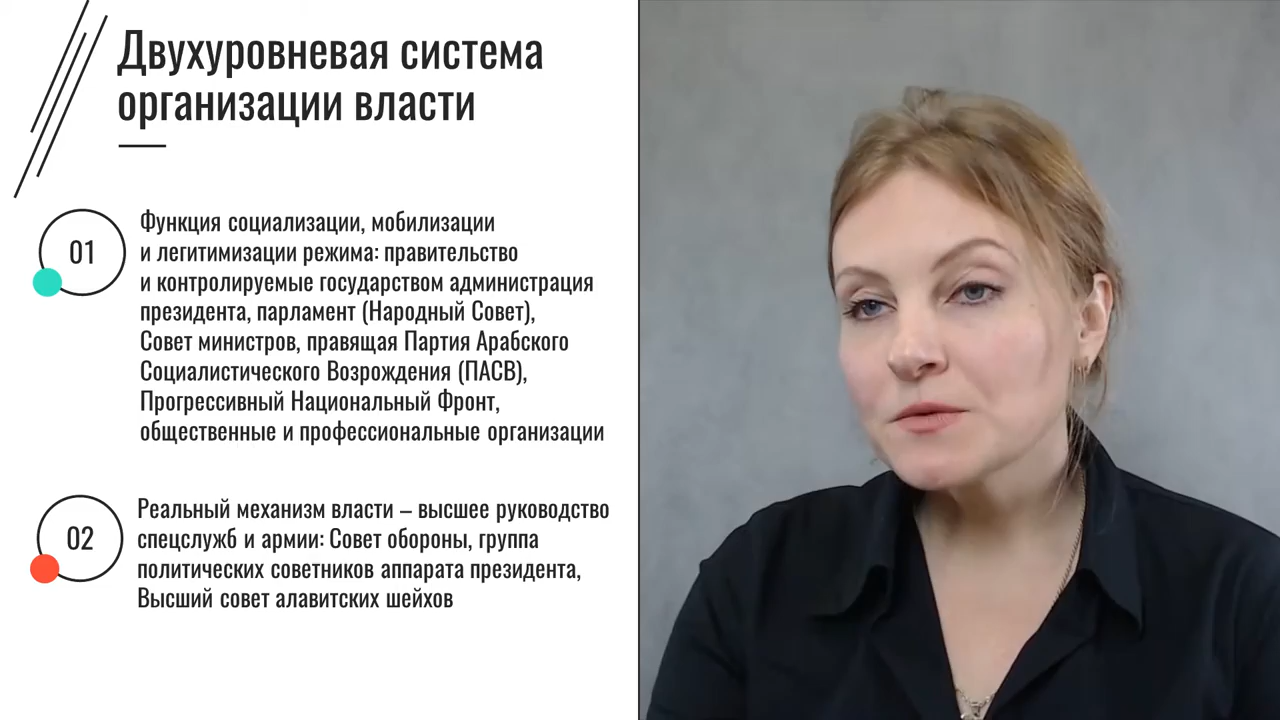 Двухуровневая система
организации власти
01
Функция социализации, мобилизации
и легитимизации режима: правительство
и контролируемые государством администрация
президента, парламент (Народный Совет),
Совет министров, правящая Партия Арабского
Социалистического Возрождения (ПАСВ),
Прогрессивный Национальный Фронт,
общественные и профессиональные организации
02
Реальный механизм власти – высшее руководство
спецслужб и армии: Совет обороны, группа
политических советников аппарата президента,
Высший совет алавитских шейхов